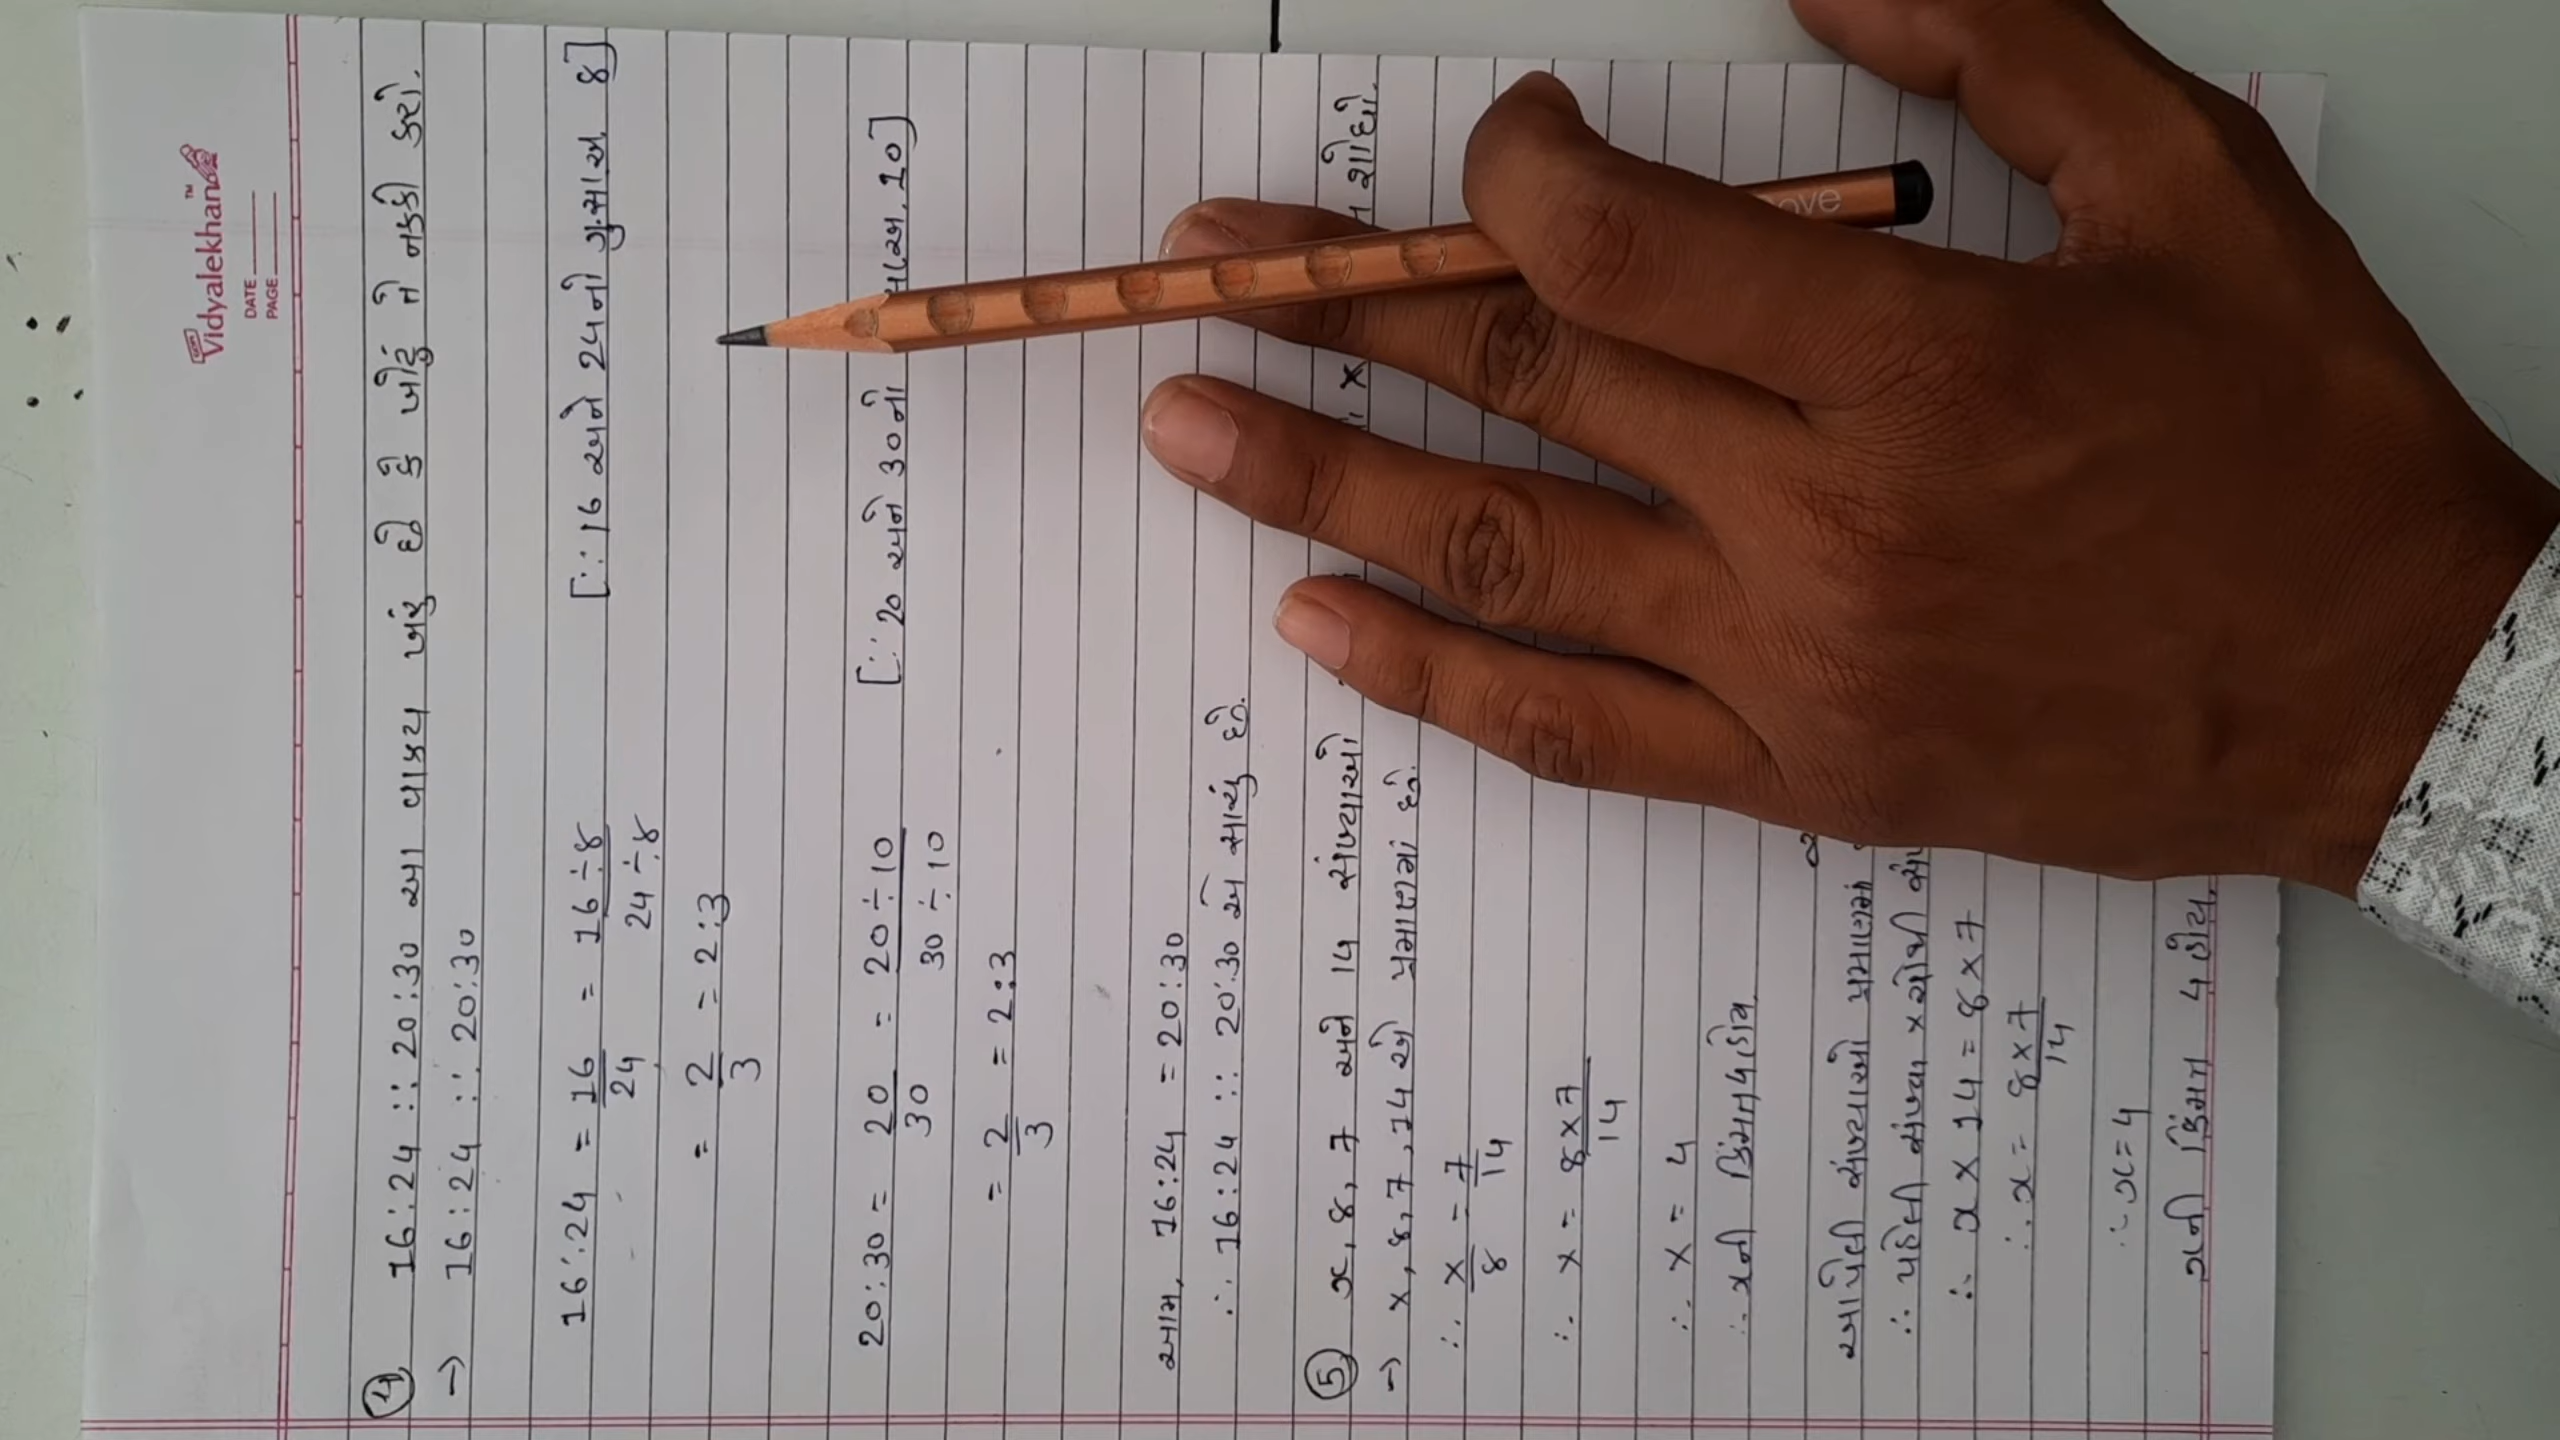 Vidyalekhan™
DATE
PAGE
④ 16:24 :: 20:30 આ વાક્ય ખરું છે કે ખોટું તે નક્કી કરો.
→ 16:24 :: 20:30
16:24 = 16/24 = 16÷8/24÷8 [∵ 16 અને 24નો ગુ.સા.અ. 8]
= 2/3 = 2:3
20:30 = 20/30 = 20÷10/30÷10 [∵ 20 અને 30નો 10]
= 2/3 = 2:3
આમ, 16:24 = 20:30
∴ 16:24 :: 20:30 એ સાચું છે.
⑤ x, 8, 7 અને 14 સંખ્યાઓ x શોધો.
→ x, 8, 7, 14 એ પ્રમાણમાં છે.
∴ x/8 = 7/14
∴ x = 8×7/14
∴ x = 4
∴ xની કિંમત 4 હોય.
આપેલી સંખ્યાઓ પ્રમાણમાં
∴ પહેલી સંખ્યા × ચોથી
∴ x × 14 = 8×7
∴ x = 8×7/14
∴ x = 4
xની કિંમત 4 હોય.
ove